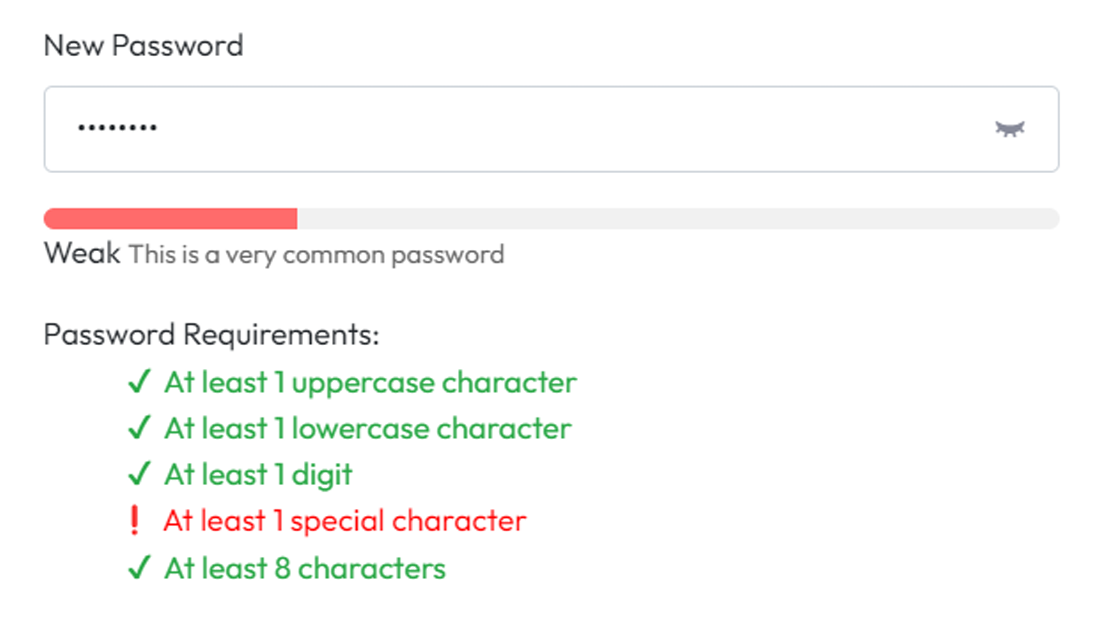 New Password
••••••••
Weak This is a very common password
Password Requirements:
✓ At least 1 uppercase character
✓ At least 1 lowercase character
✓ At least 1 digit
! At least 1 special character
✓ At least 8 characters